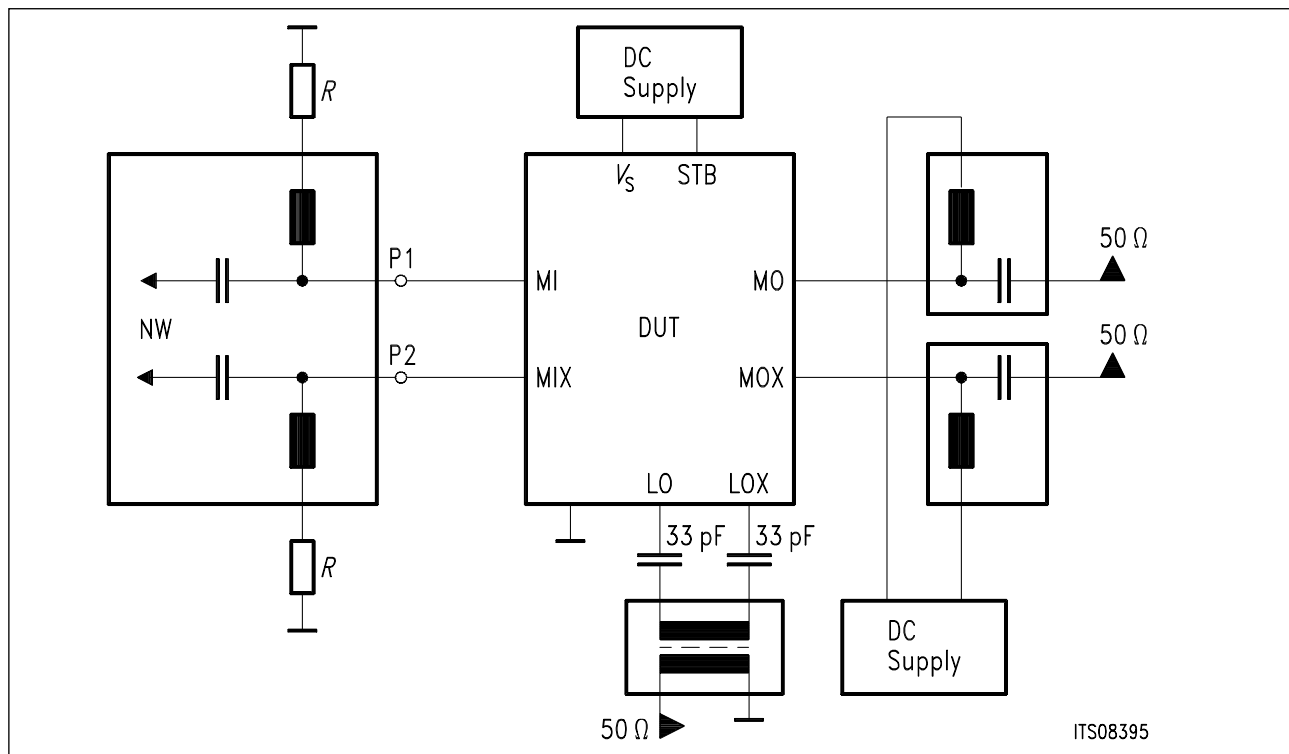 R
DC
Supply
VS STB
P1
MI
MO
50 Ω
NW
DUT
50 Ω
P2
MIX
MOX
LO LOX
33 pF 33 pF
R
DC
Supply
50 Ω
ITS08395